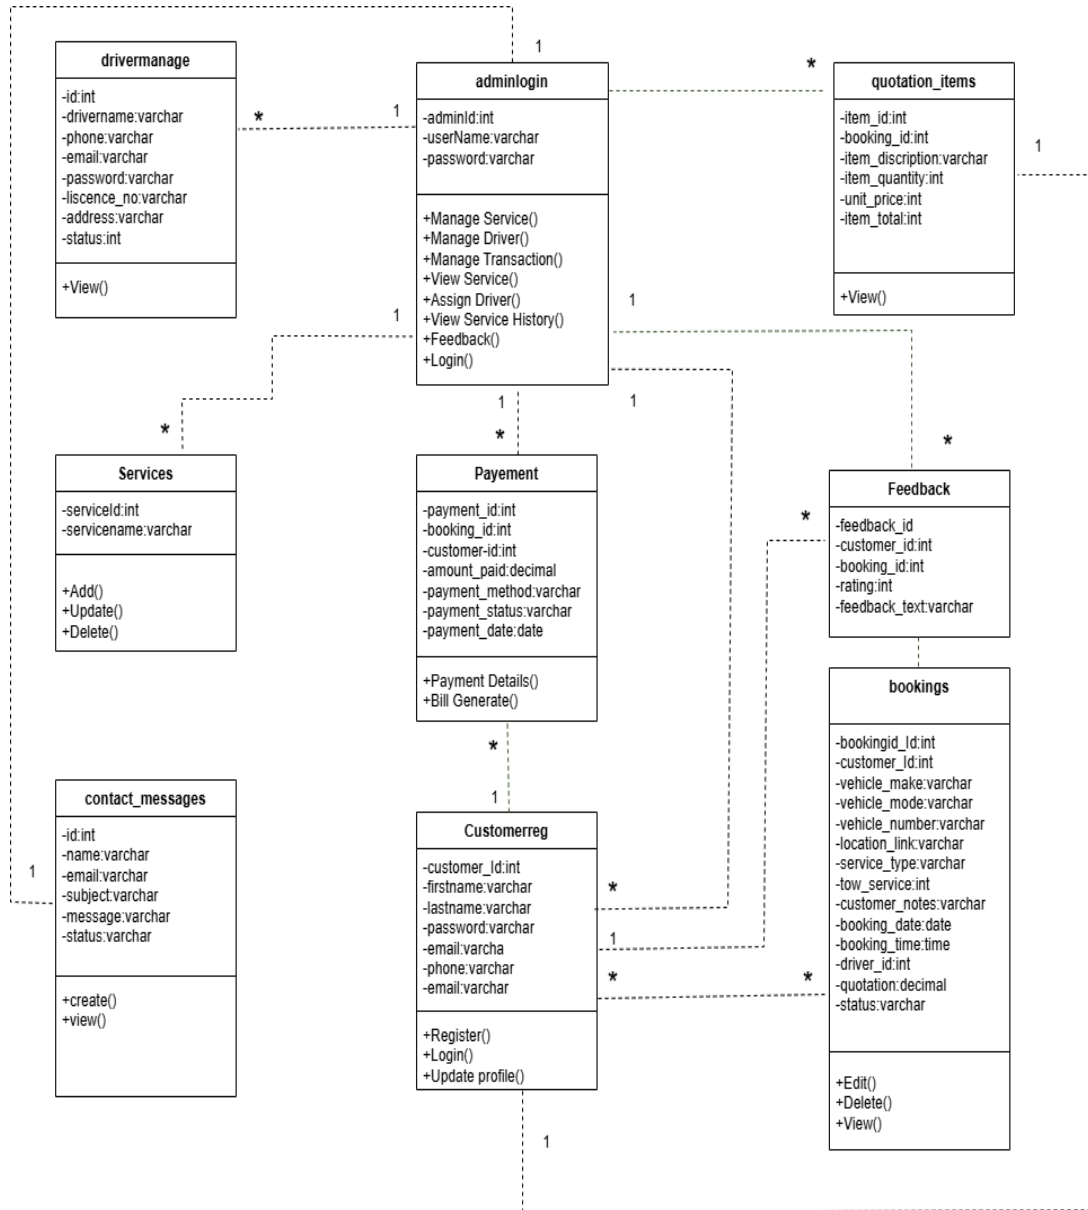 drivermanage
-id:int
-drivername:varchar
-phone:varchar
-email:varchar
-password:varchar
-liscence_no:varchar
-address:varchar
-status:int
+View()
*
1
1
adminlogin
-adminId:int
-userName:varchar
-password:varchar
+Manage Service()
+Manage Driver()
+Manage Transaction()
+View Service()
+Assign Driver()
+View Service History()
+Feedback()
+Login()
*
quotation_items
-item_id:int
-booking_id:int
-item_discription:varchar
-item_quantity:int
-unit_price:int
-item_total:int
+View()
1
1
1
1
1
*
*
*
Services
-serviceId:int
-servicename:varchar
+Add()
+Update()
+Delete()
Payement
-payment_id:int
-booking_id:int
-customer-id:int
-amount_paid:decimal
-payment_method:varchar
-payment_status:varchar
-payment_date:date
+Payment Details()
+Bill Generate()
*
Feedback
-feedback_id
-customer_id:int
-booking_id:int
-rating:int
-feedback_text:varchar
*
1
contact_messages
-id:int
-name:varchar
-email:varchar
-subject:varchar
-message:varchar
-status:varchar
+create()
+view()
1
Customerreg
-customer_Id:int
-firstname:varchar
-lastname:varchar
-password:varchar
-email:varcha
-phone:varchar
-email:varchar
+Register()
+Login()
+Update profile()
*
1
*
*
bookings
-bookingid_Id:int
-customer_Id:int
-vehicle_make:varchar
-vehicle_mode:varchar
-vehicle_number:varchar
-location_link:varchar
-service_type:varchar
-tow_service:int
-customer_notes:varchar
-booking_date:date
-booking_time:time
-driver_id:int
-quotation:decimal
-status:varchar
+Edit()
+Delete()
+View()
1